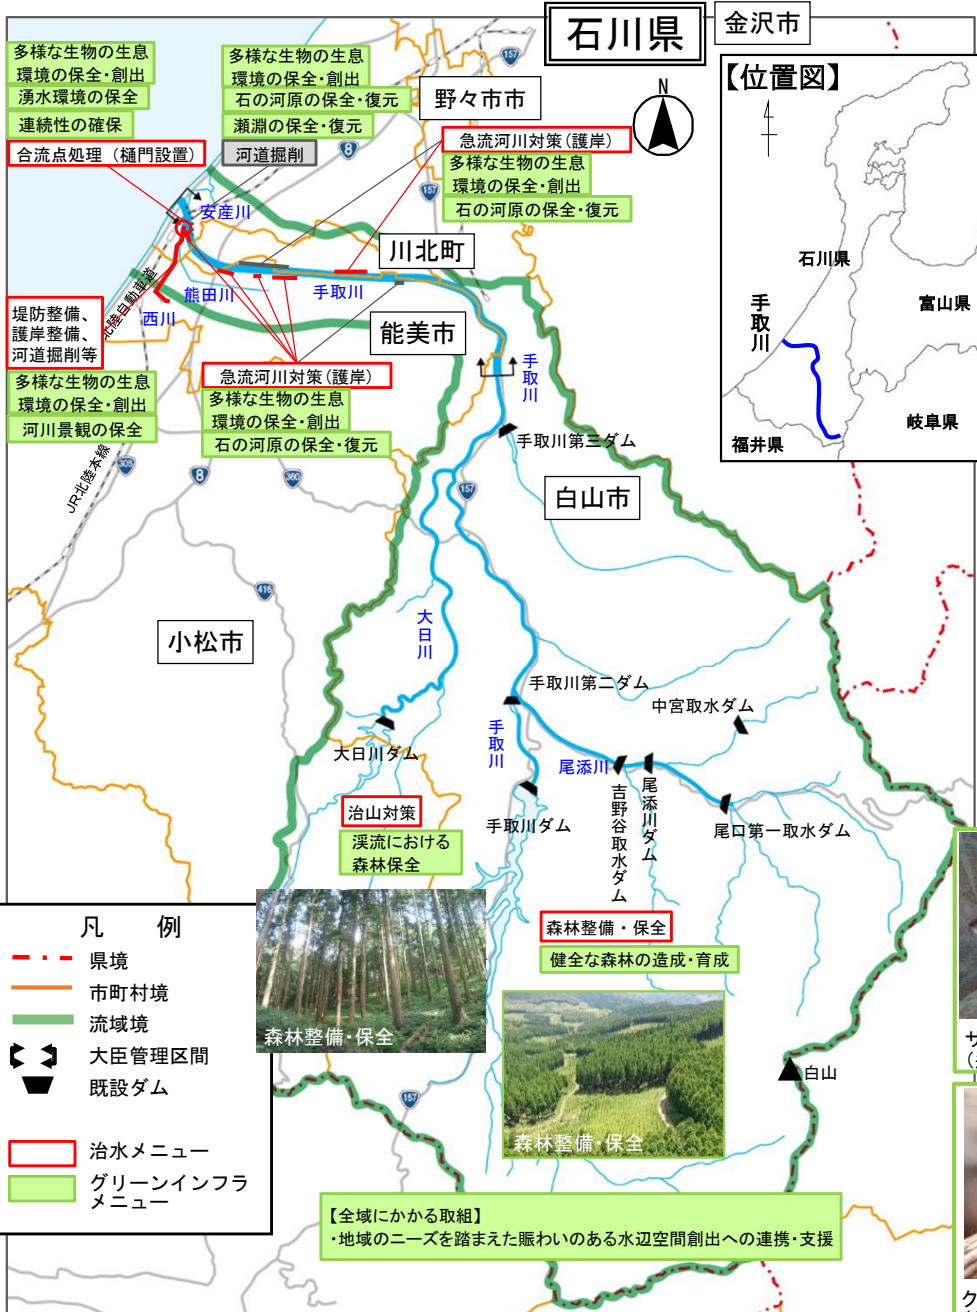 石川県
金沢市
多様な生物の生息
環境の保全・創出
湧水環境の保全
連続性の確保
合流点処理（樋門設置）
多様な生物の生息
環境の保全・創出
石の河原の保全・復元
瀬淵の保全・復元
河道掘削
野々市市
157
8
157
N
急流河川対策（護岸）
多様な生物の生息
環境の保全・創出
石の河原の保全・復元
【位置図】
石川県
手取川
富山県
岐阜県
福井県
安産川
川北町
熊田川
手取川
北陸自動車道
西川
能美市
堤防整備、
護岸整備、
河道掘削等
多様な生物の生息
環境の保全・創出
河川景観の保全
急流河川対策（護岸）
多様な生物の生息
環境の保全・創出
石の河原の保全・復元
手取川
手取川第三ダム
JR北陸本線
305
8
360
157
白山市
416
小松市
大日川
手取川第二ダム
中宮取水ダム
手取川
尾添川
大日川ダム
手取川ダム
吉野谷取水ダム
尾添川ダム
尾口第一取水ダム
治山対策
渓流における
森林保全
森林整備・保全
健全な森林の造成・育成
森林整備・保全
森林整備・保全
白山
157
凡　例
県境
市町村境
流域境
大臣管理区間
既設ダム
治水メニュー
グリーンインフラ
メニュー
【全域にかかる取組】
・地域のニーズを踏まえた賑わいのある水辺空間創出への連携・支援